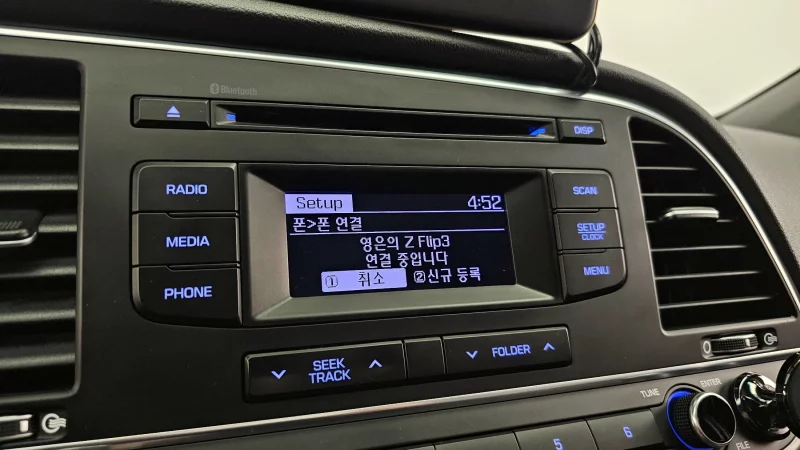 Bluetooth
DISP
RADIO
MEDIA
PHONE
Setup 4:52
폰>폰 연결
영은의 Z Flip3
연결 중입니다
① 취소 ②신규 등록
SCAN
SETUP
CLOCK
MENU
SEEK
TRACK
FOLDER
TUNE
ENTER
FILE
5
6